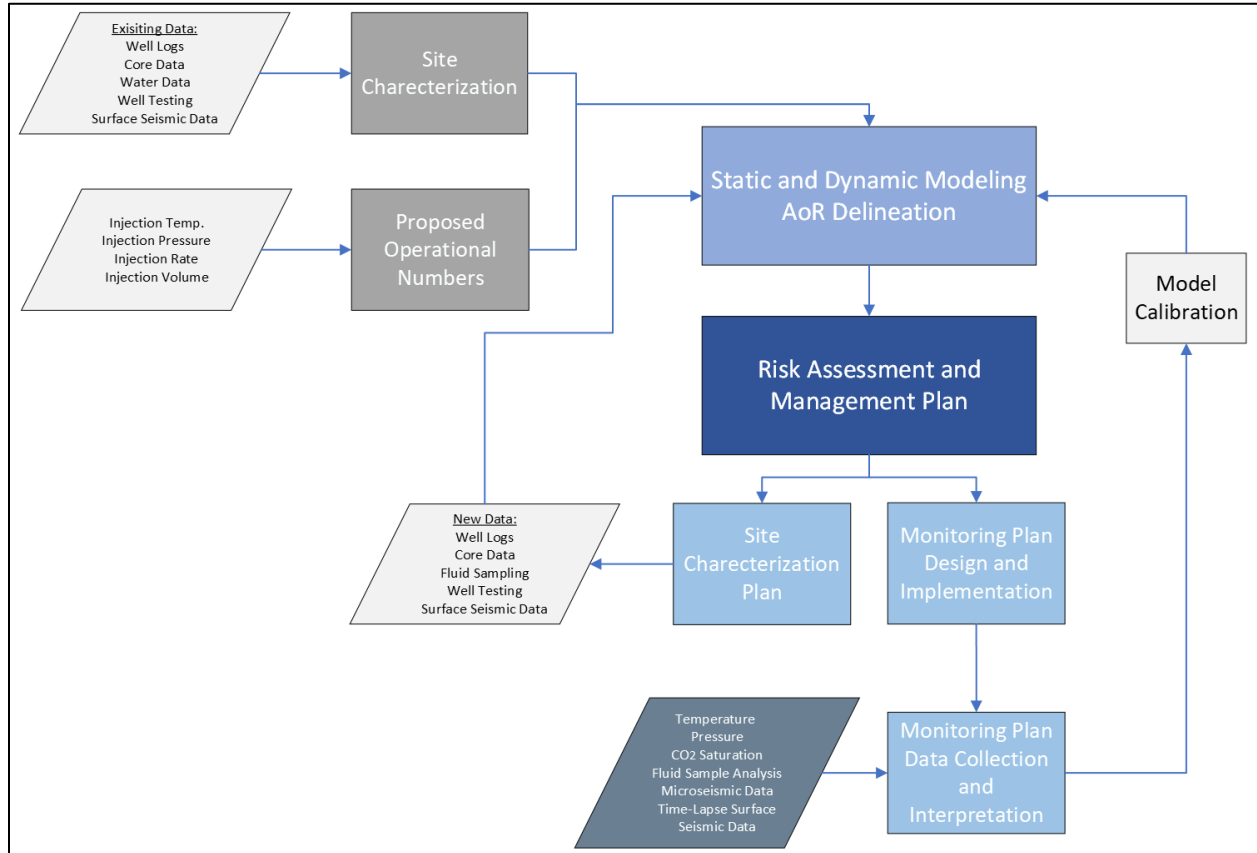 Exisiting Data:
Well Logs
Core Data
Water Data
Well Testing
Surface Seismic Data
Site
Charecterization
Injection Temp.
Injection Pressure
Injection Rate
Injection Volume
Proposed
Operational
Numbers
Static and Dynamic Modeling
AoR Delineation
Model
Calibration
Risk Assessment and
Management Plan
New Data:
Well Logs
Core Data
Fluid Sampling
Well Testing
Surface Seismic Data
Site
Charecterization
Plan
Monitoring Plan
Design and
Implementation
Temperature
Pressure
CO2 Saturation
Fluid Sample Analysis
Microseismic Data
Time-Lapse Surface
Seismic Data
Monitoring Plan
Data Collection
and
Interpretation